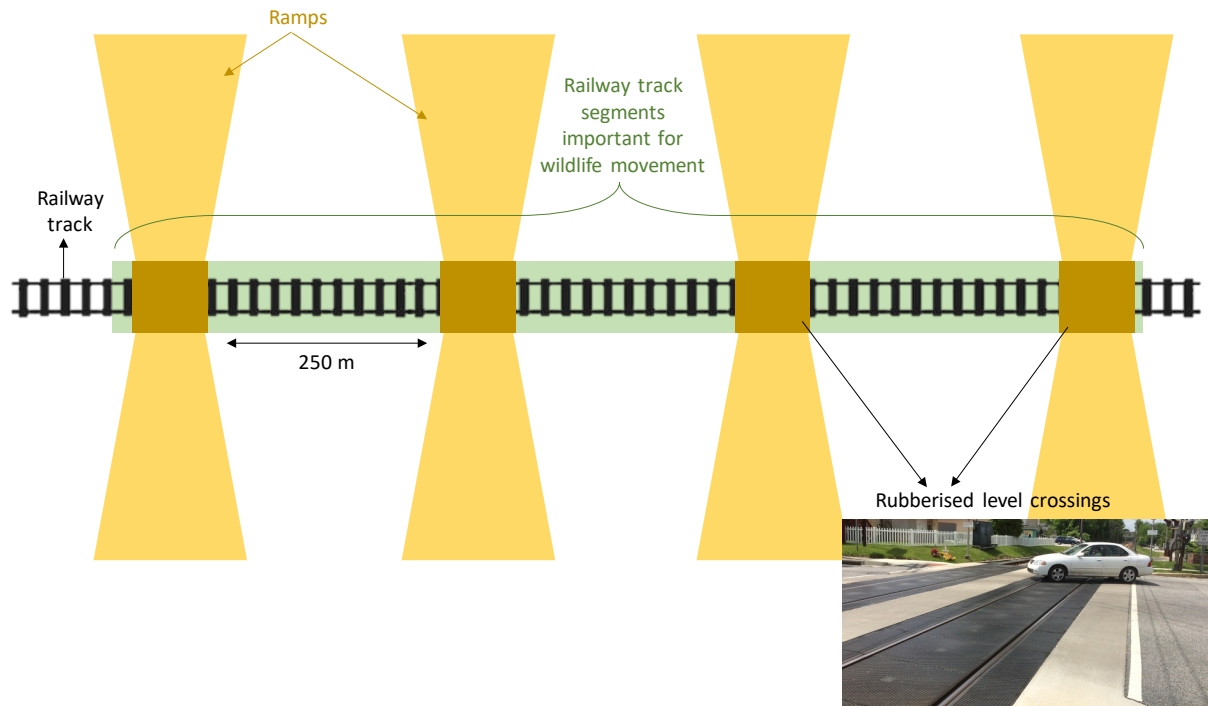 Ramps
Railway track
segments
important for
wildlife movement
Railway
track
250 m
Rubberised level crossings